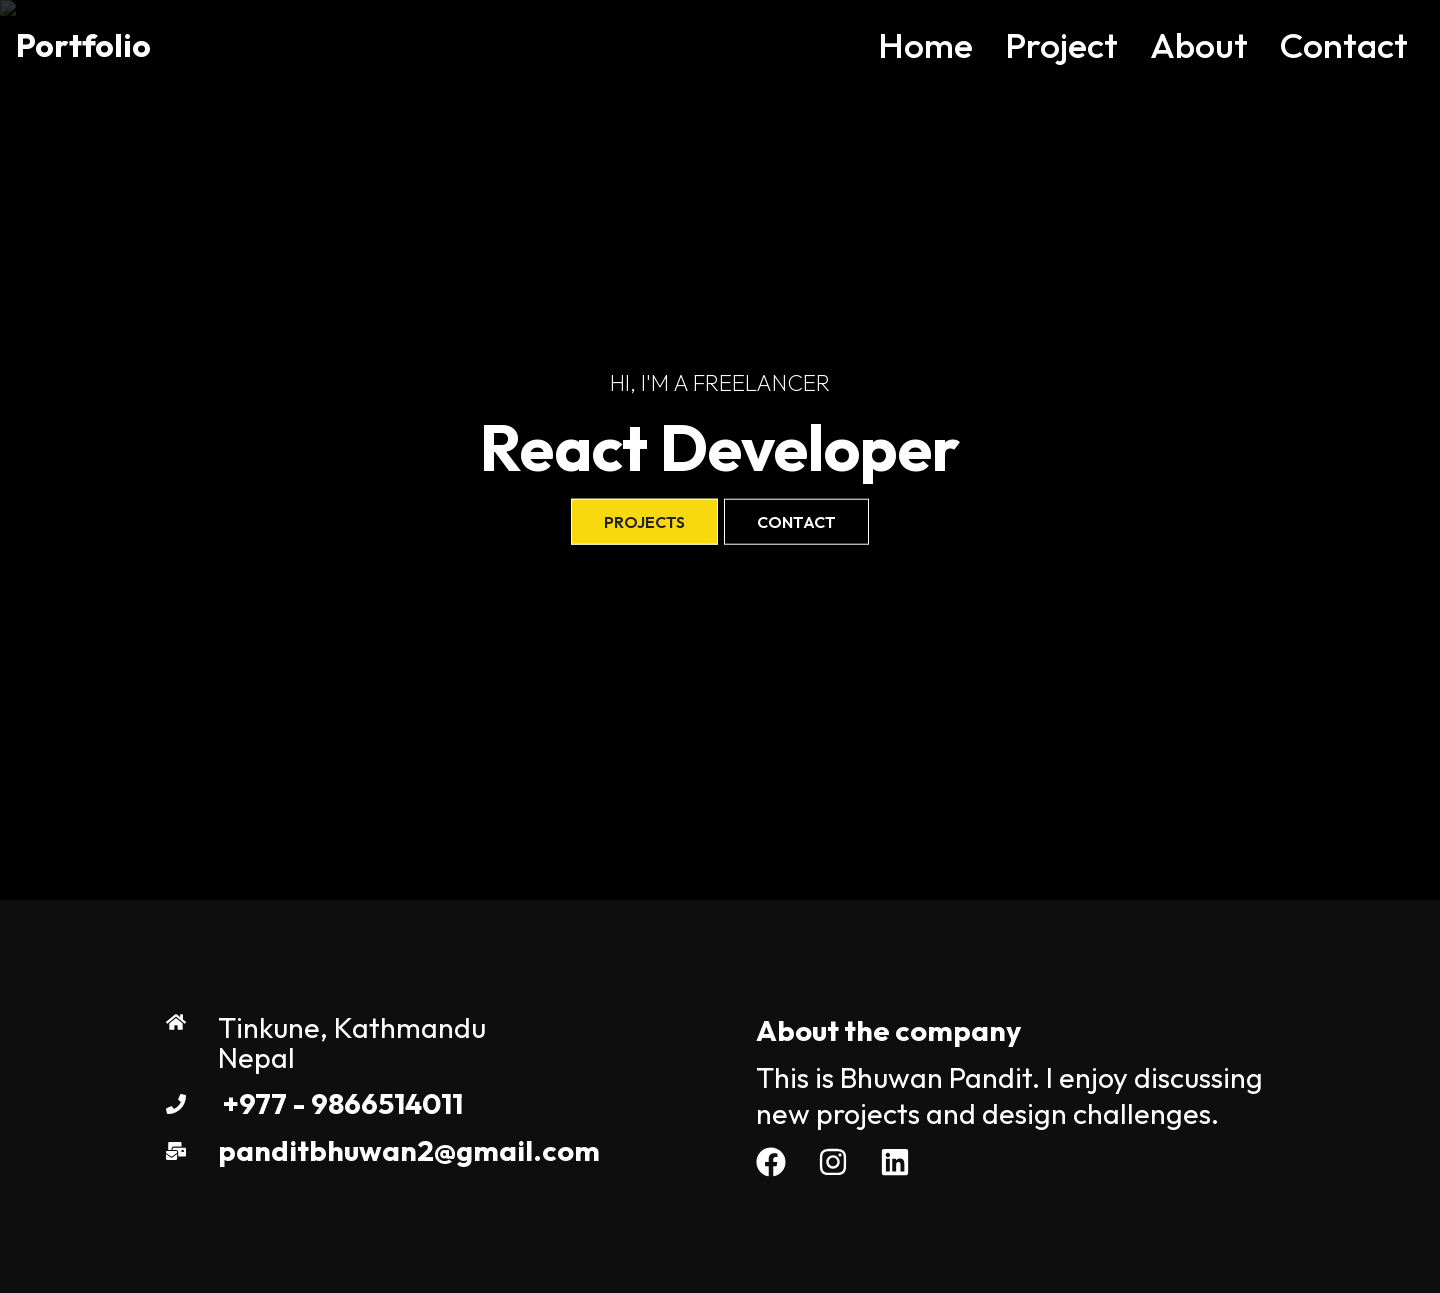 Portfolio
Home Project About Contact
HI, I'M A FREELANCER
React Developer
PROJECTS CONTACT
Tinkune, Kathmandu
Nepal
+977 - 9866514011
panditbhuwan2@gmail.com
About the company
This is Bhuwan Pandit. I enjoy discussing
new projects and design challenges.